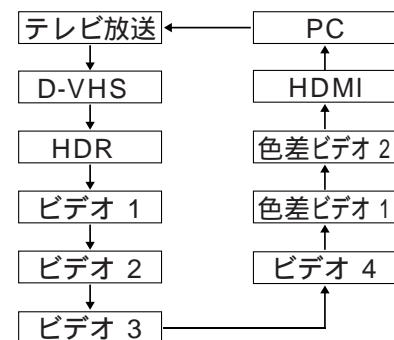 テレビ放送
D-VHS
HDR
ビデオ 1
ビデオ 2
ビデオ 3
ビデオ 4
色差ビデオ 1
色差ビデオ 2
HDMI
PC